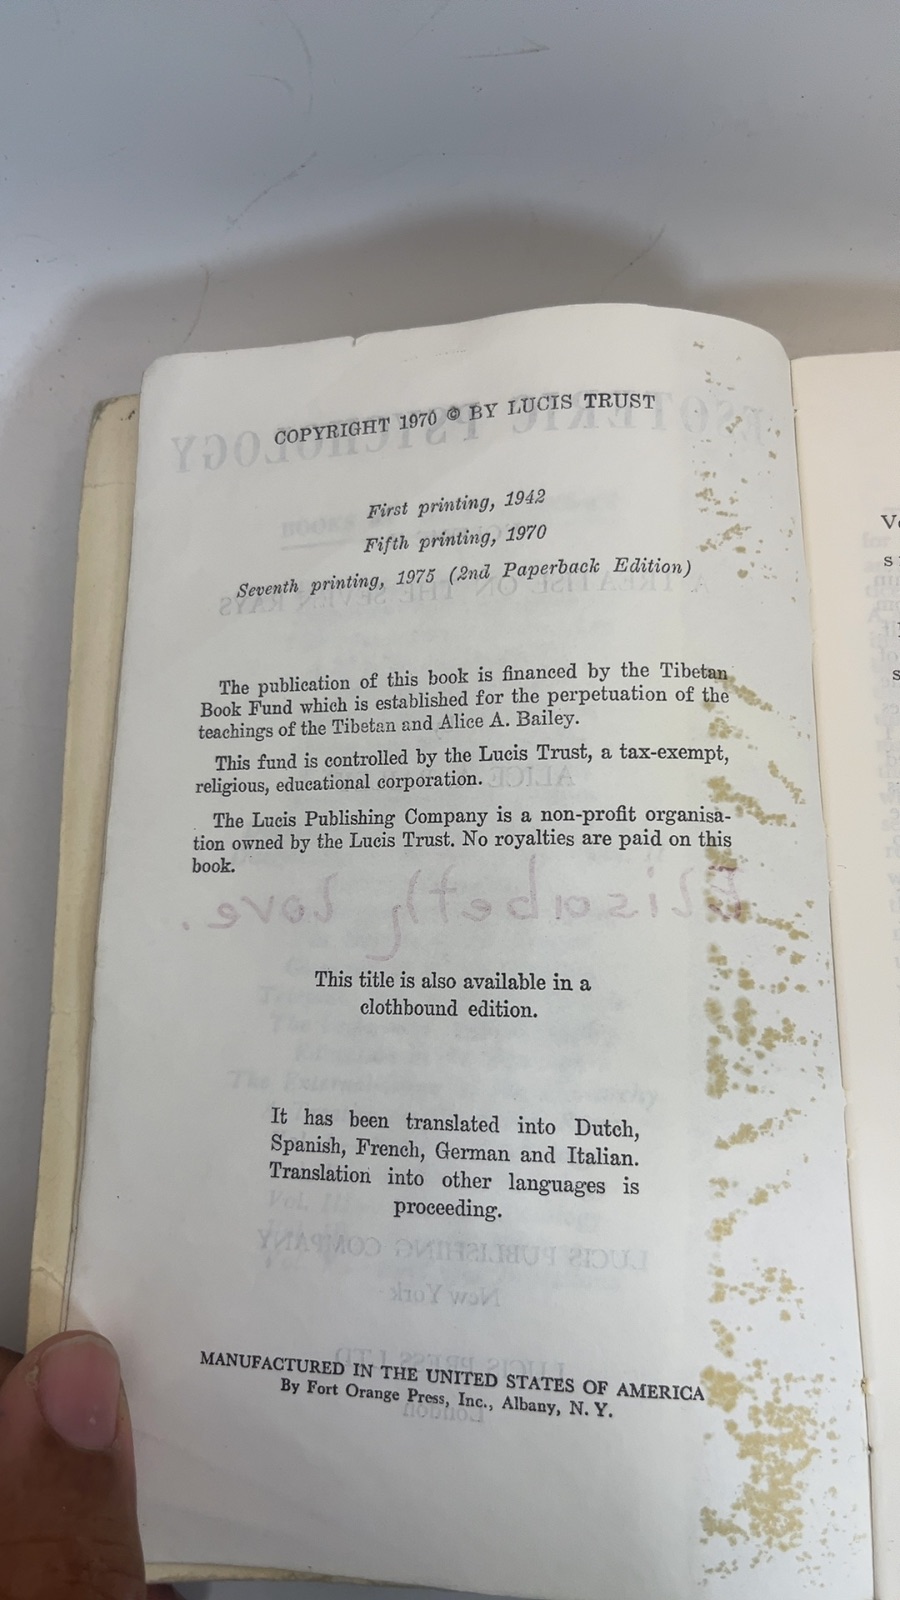 COPYRIGHT 1970 © BY LUCIS TRUST
First printing, 1942
Fifth printing, 1970
Seventh printing, 1975 (2nd Paperback Edition)
The publication of this book is financed by the Tibetan
Book Fund which is established for the perpetuation of the
teachings of the Tibetan and Alice A. Bailey.
This fund is controlled by the Lucis Trust, a tax-exempt,
religious, educational corporation.
The Lucis Publishing Company is a non-profit organisa-
tion owned by the Lucis Trust. No royalties are paid on this
book.
Elisabeth Love.
This title is also available in a
clothbound edition.
It has been translated into Dutch,
Spanish, French, German and Italian.
Translation into other languages is
proceeding.
MANUFACTURED IN THE UNITED STATES OF AMERICA
By Fort Orange Press, Inc., Albany, N. Y.